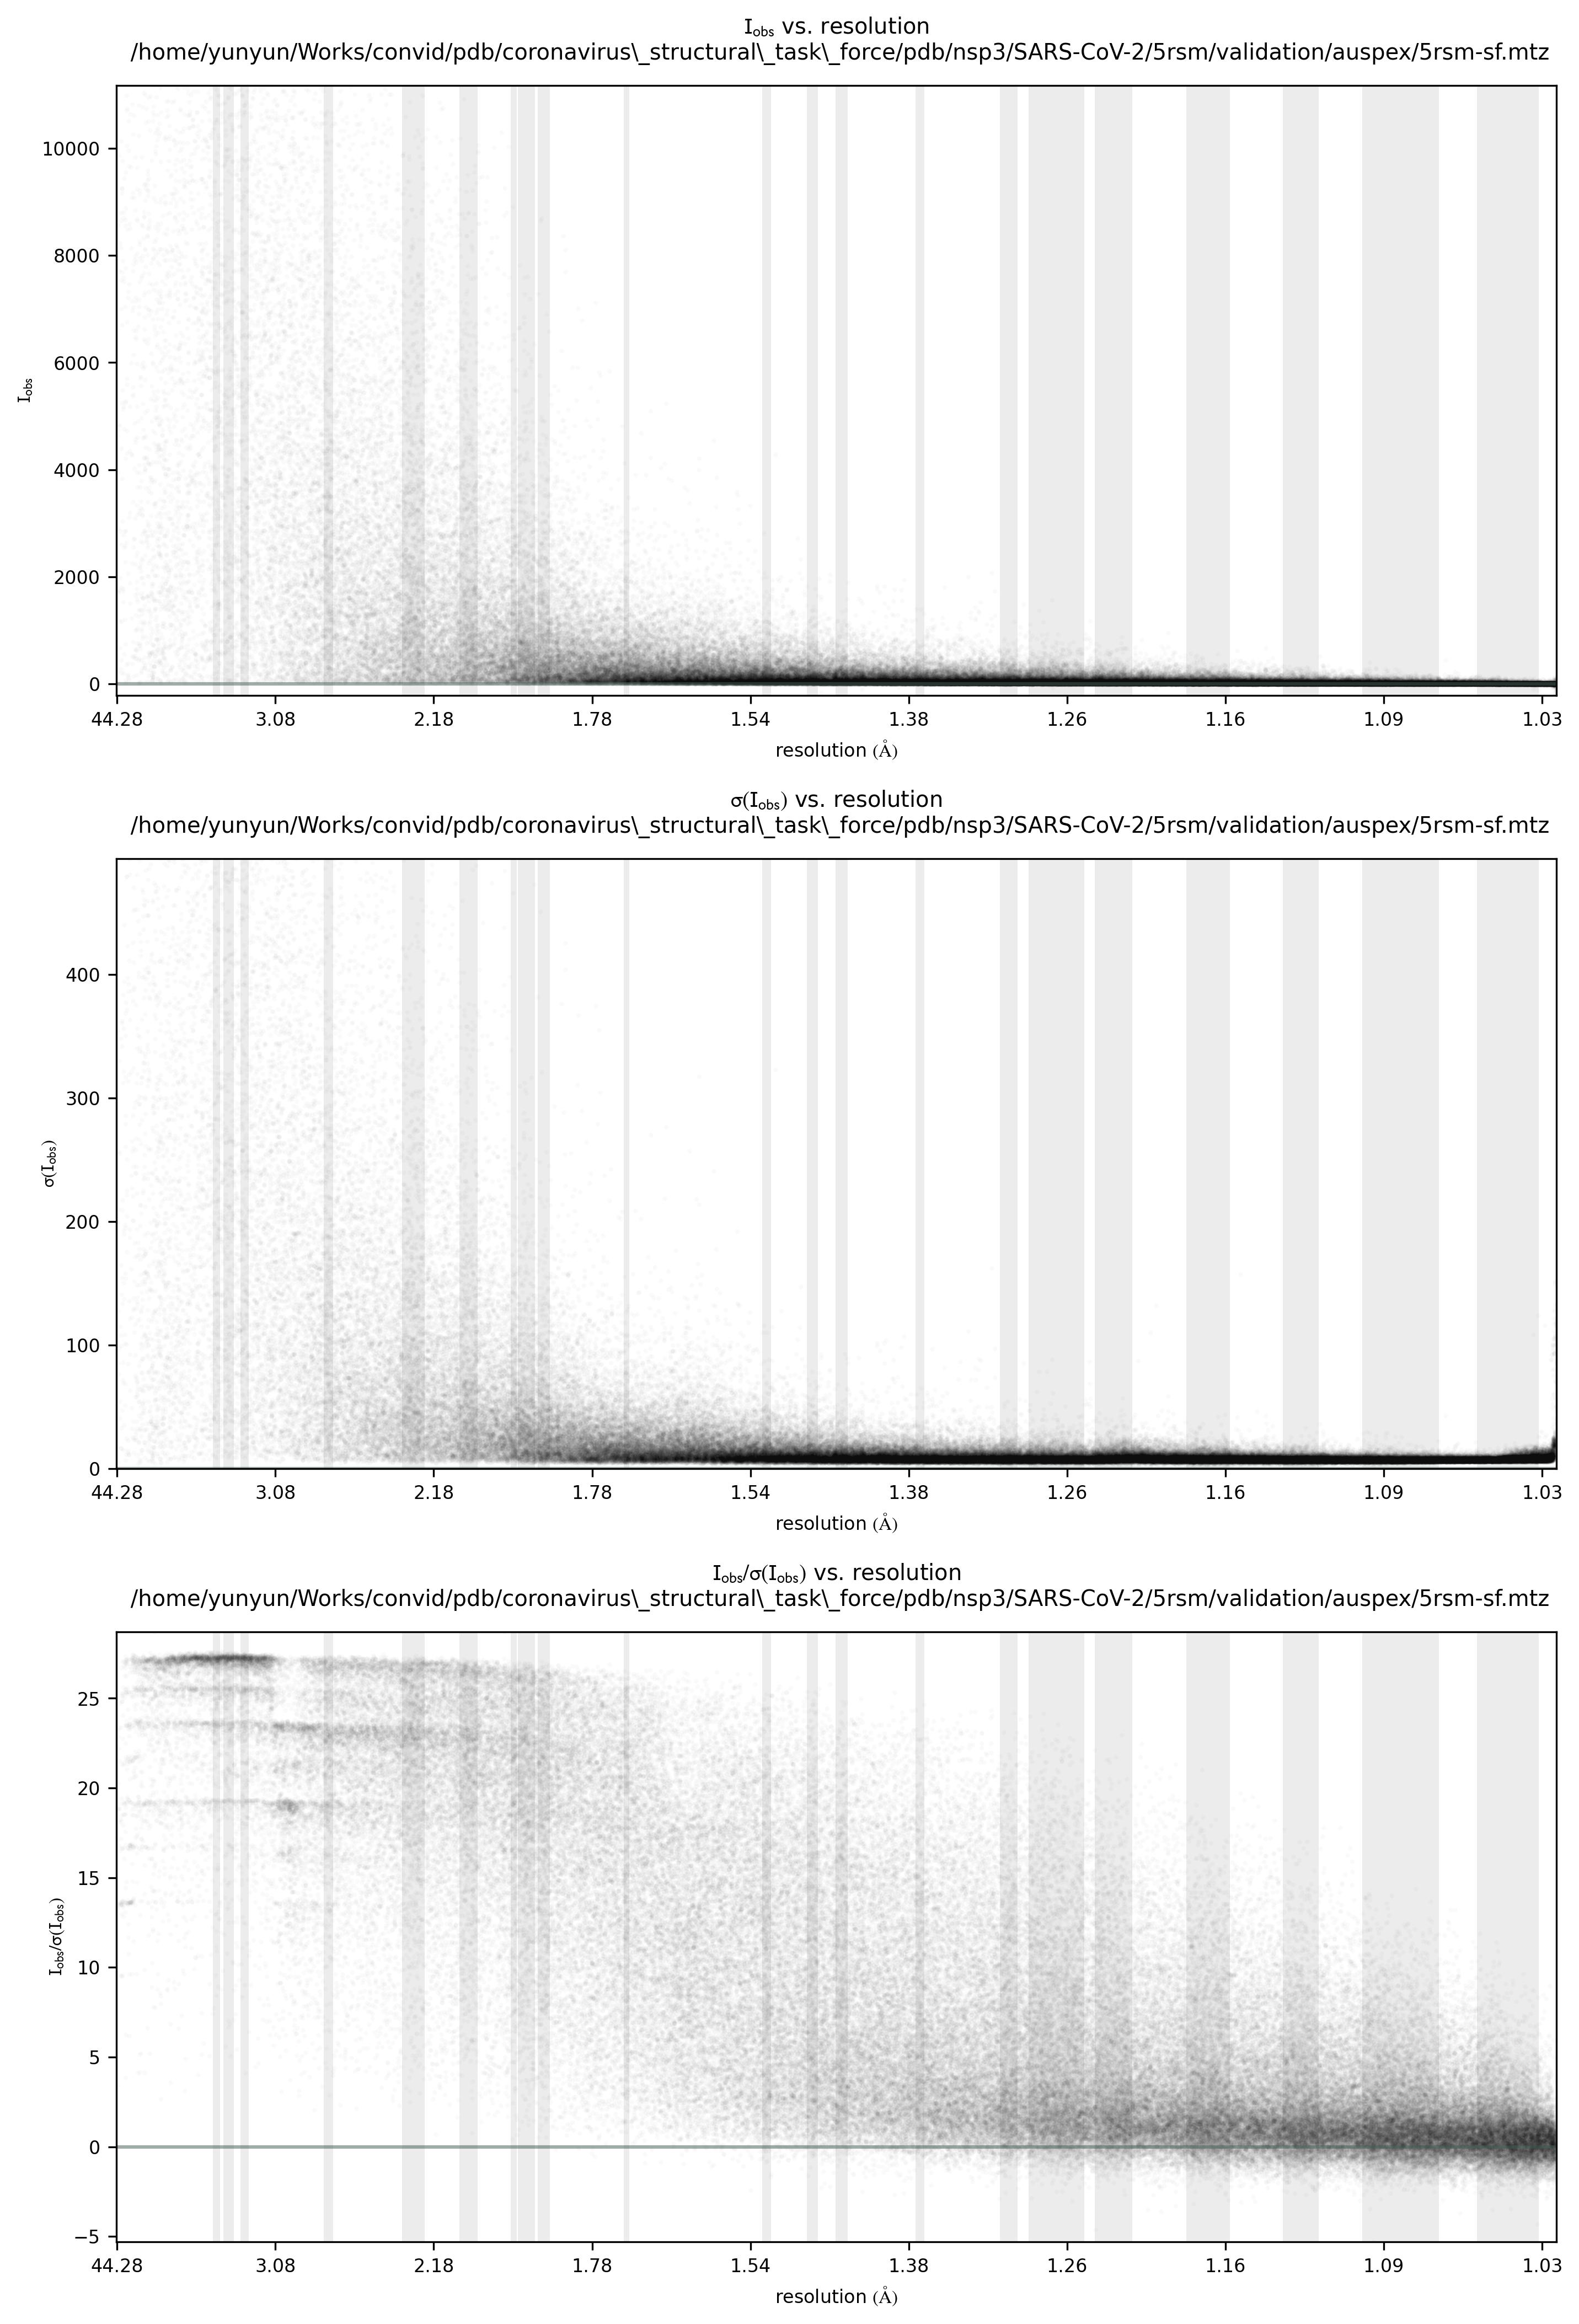 I_obs vs. resolution
/home/yunyun/Works/convid/pdb/coronavirus\_structural\_task\_force/pdb/nsp3/SARS-CoV-2/5rsm/validation/auspex/5rsm-sf.mtz
10000
8000
6000
4000
2000
0
I_obs
44.28 3.08 2.18 1.78 1.54 1.38 1.26 1.16 1.09 1.03
resolution (Å)
σ(I_obs) vs. resolution
/home/yunyun/Works/convid/pdb/coronavirus\_structural\_task\_force/pdb/nsp3/SARS-CoV-2/5rsm/validation/auspex/5rsm-sf.mtz
400
300
200
100
0
σ(I_obs)
44.28 3.08 2.18 1.78 1.54 1.38 1.26 1.16 1.09 1.03
resolution (Å)
I_obs/σ(I_obs) vs. resolution
/home/yunyun/Works/convid/pdb/coronavirus\_structural\_task\_force/pdb/nsp3/SARS-CoV-2/5rsm/validation/auspex/5rsm-sf.mtz
25
20
15
10
5
0
−5
I_obs/σ(I_obs)
44.28 3.08 2.18 1.78 1.54 1.38 1.26 1.16 1.09 1.03
resolution (Å)